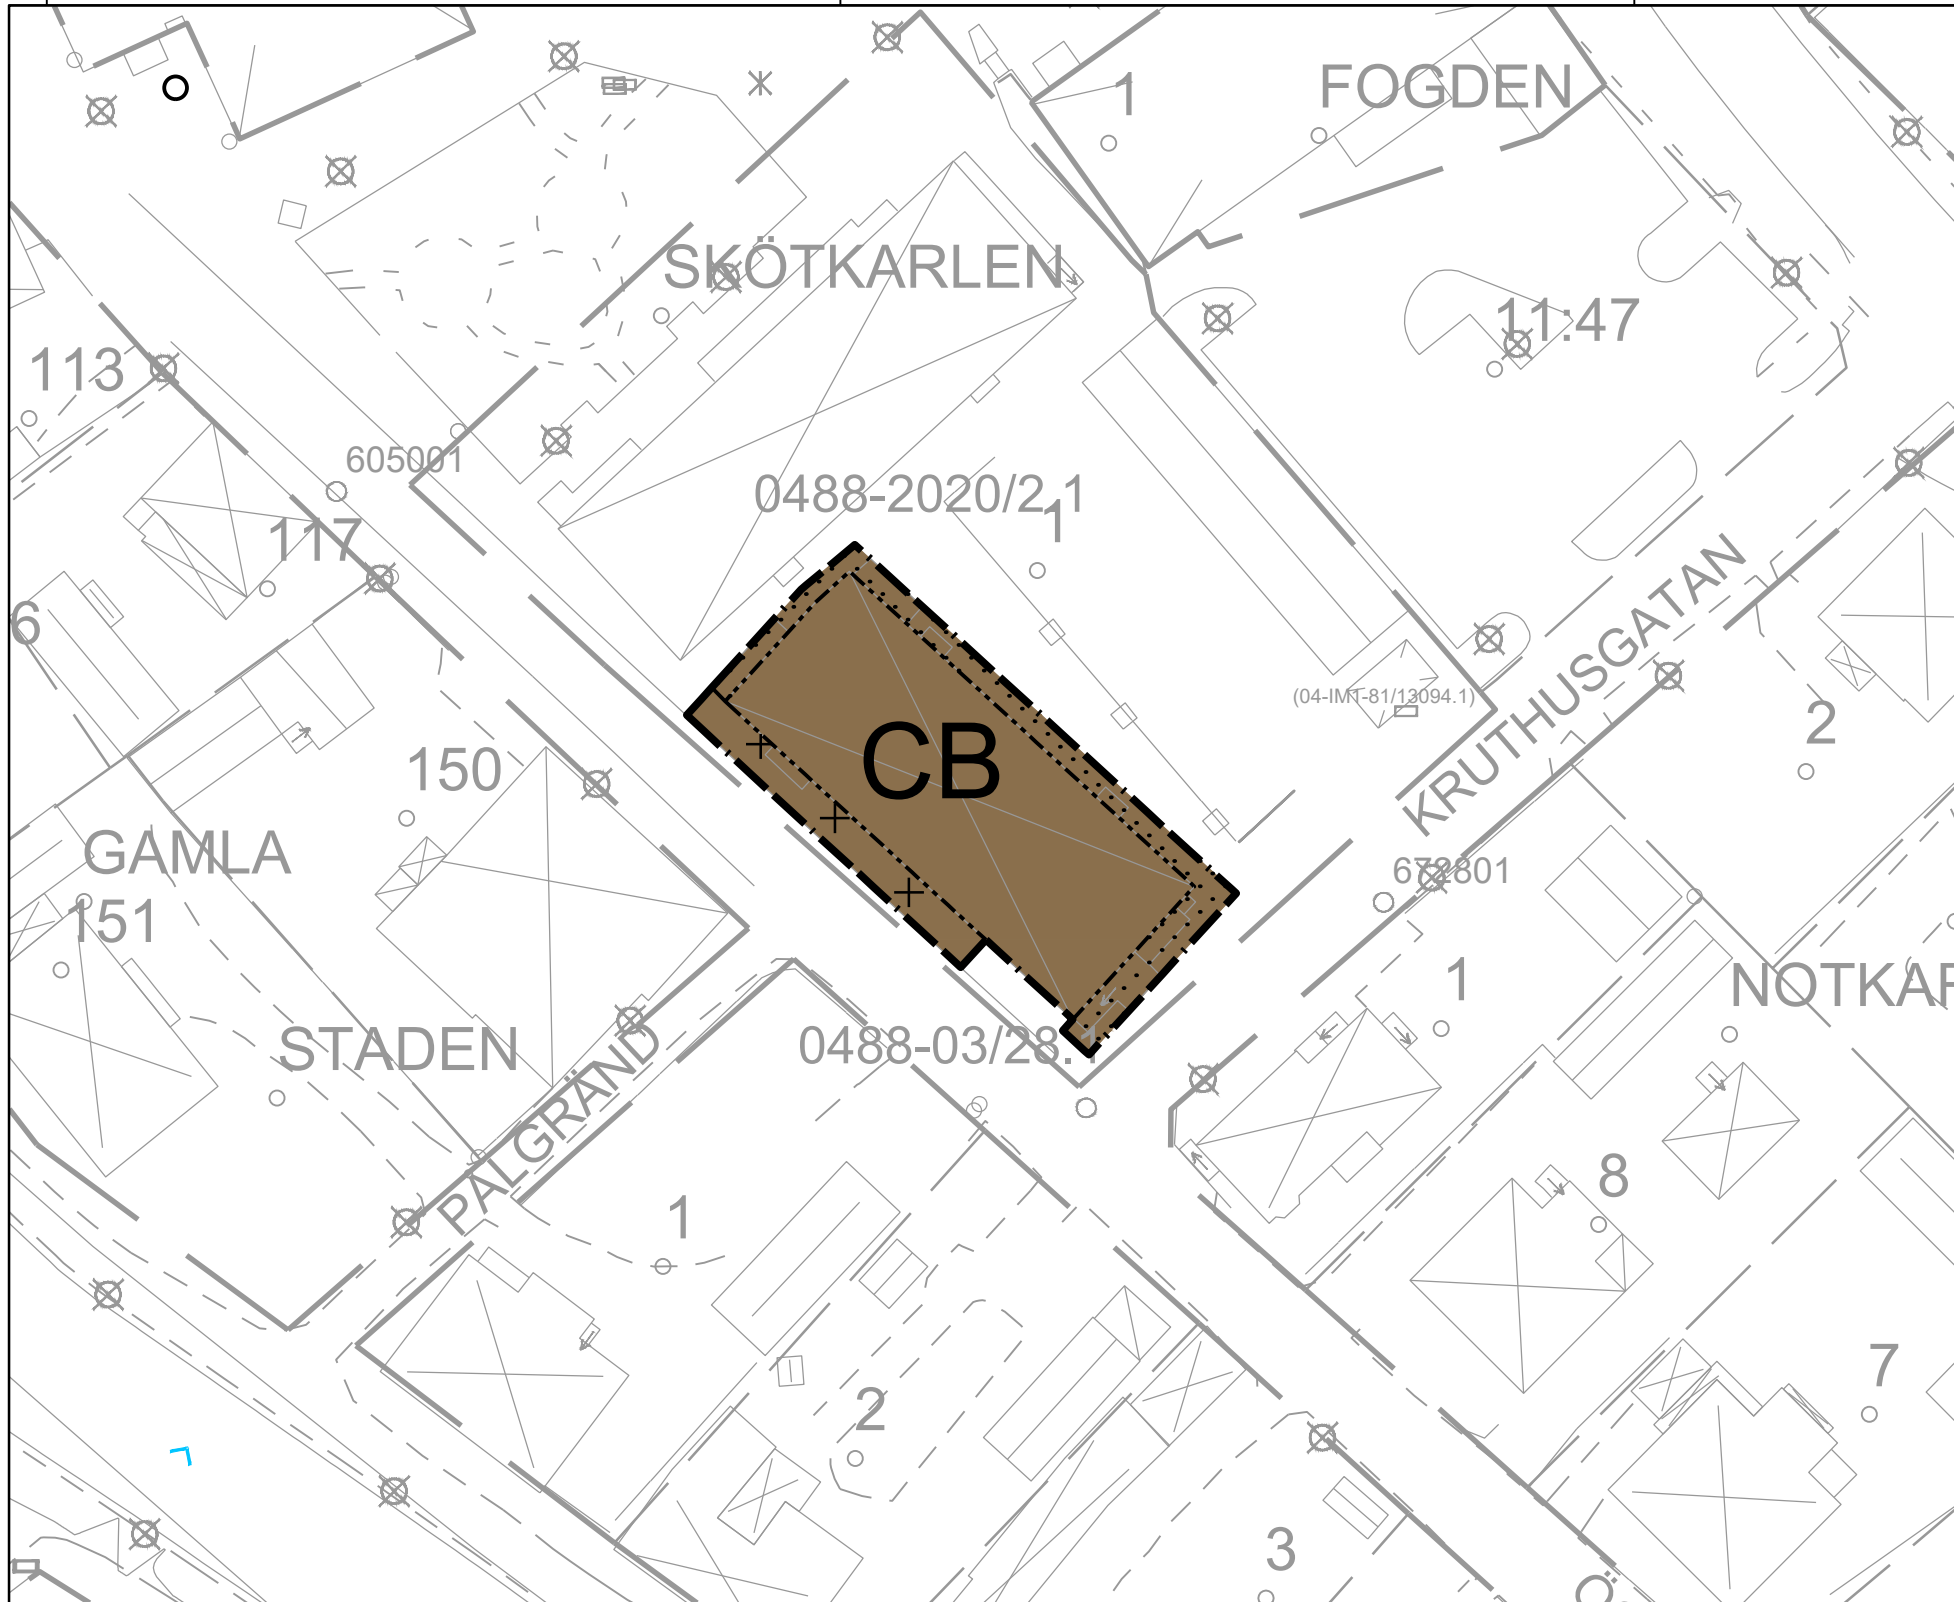 1
FOGDEN
SKÖTKARLEN
11:47
113
605001
0488-2020/2.1
1
117
6
(04-IMT-81/13094.1)
KRUTHUSGATAN
2
CB
150
GAMLA
151
672801
1
NOTKAR
STADEN
0488-03/28.1
PALGRÄND
1
8
7
2
3
Ö